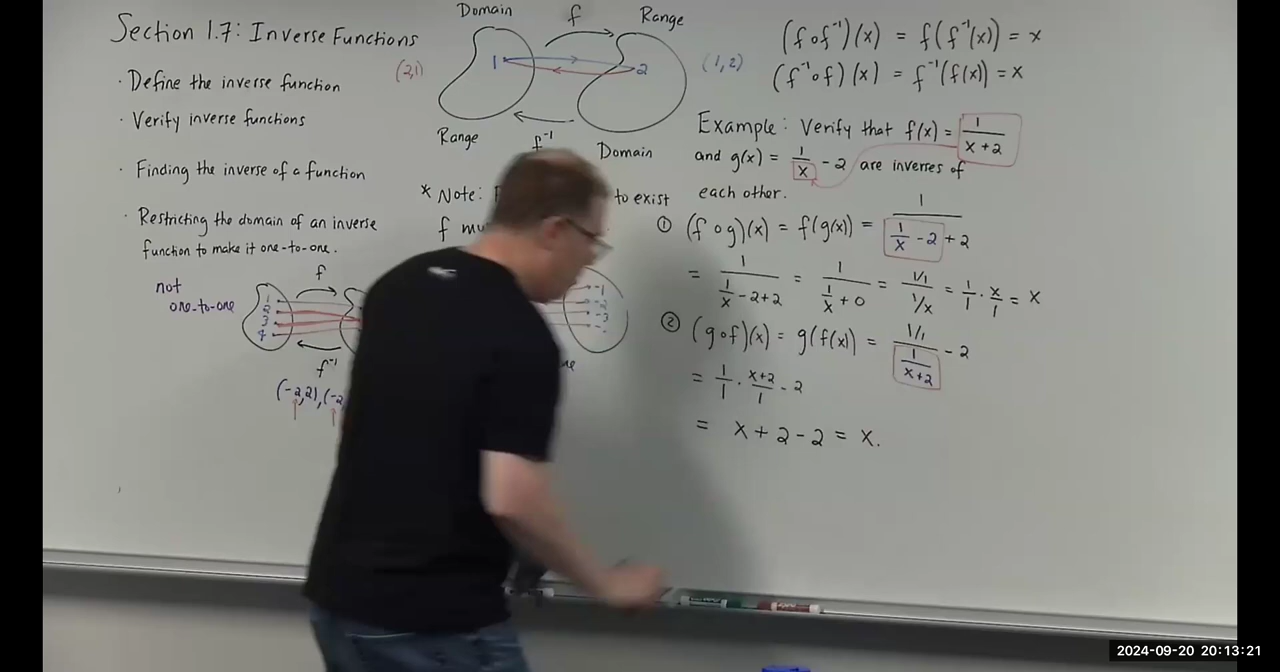 Section 1.7: Inverse Functions
· Define the inverse function
· Verify inverse functions
· Finding the inverse of a function
· Restricting the domain of an inverse
function to make it one-to-one.
not
one-to-one
f
1
2
3
4
f⁻¹
(-2,2), (-2
Domain
f
Range
(2,1)
1
2
(1,2)
Range
f⁻¹
Domain
* Note:
to exist
f mu
-1
-2
-3
(f∘f⁻¹)(x) = f(f⁻¹(x)) = x
(f⁻¹∘f)(x) = f⁻¹(f(x)) = x
Example: Verify that f(x) = 1/(x+2)
and g(x) = 1/x - 2 are inverses of
each other.
① (f∘g)(x) = f(g(x)) = 1/(1/x - 2 + 2)
= 1/(1/x - 2 + 2) = 1/(1/x + 0) = (1/1)/(1/x) = 1/1 · x/1 = x
② (g∘f)(x) = g(f(x) = (1/1)/(1/(x+2)) - 2
= 1/1 · (x+2)/1 - 2
= x + 2 - 2 = x.
2024-09-20 20:13:21